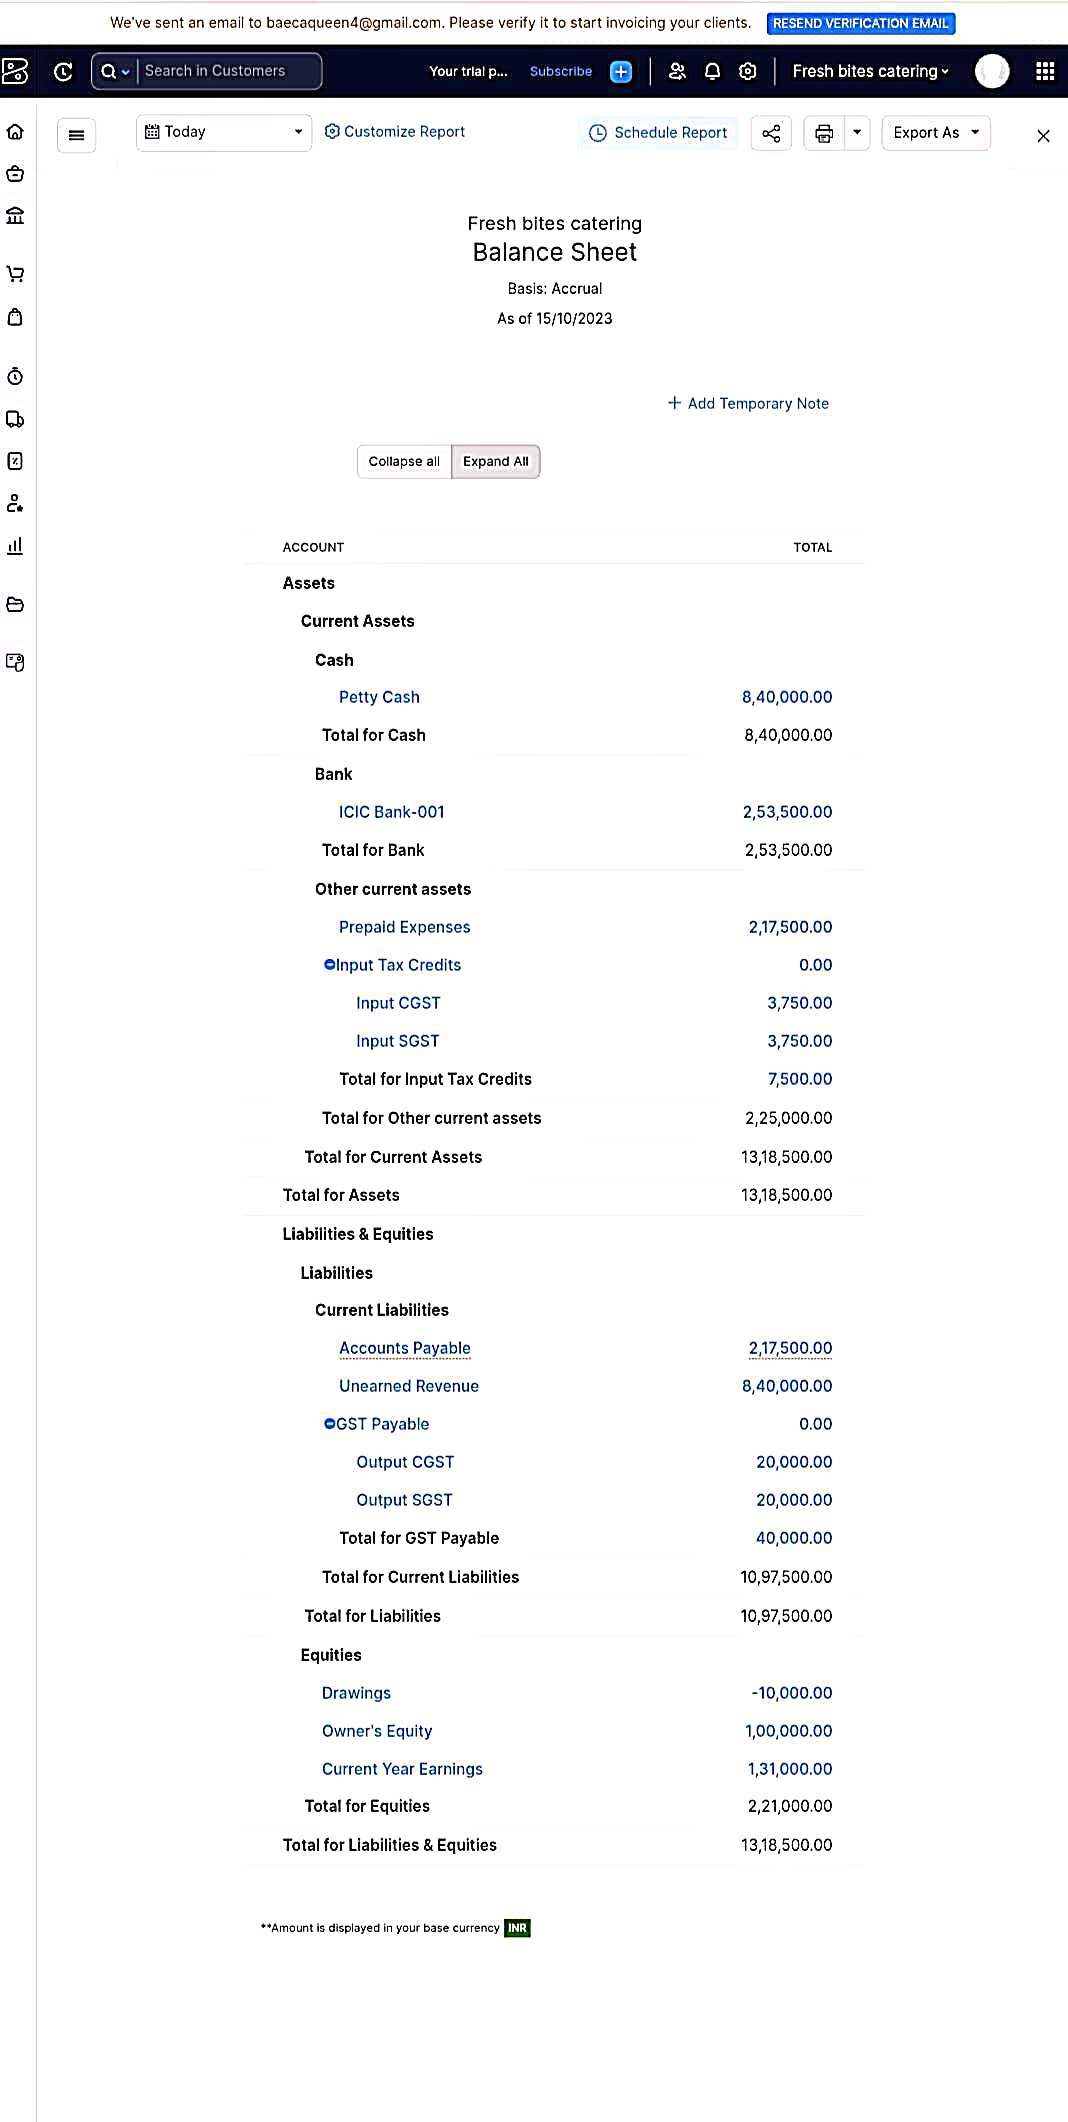 We've sent an email to baecaqueen4@gmail.com. Please verify it to start invoicing your clients. RESEND VERIFICATION EMAIL
Search in Customers Your trial p... Subscribe Fresh bites catering
Today Customize Report Schedule Report Export As
Fresh bites catering
Balance Sheet
Basis: Accrual
As of 15/10/2023
+ Add Temporary Note
Collapse all Expand All
ACCOUNT TOTAL
Assets
Current Assets
Cash
Petty Cash 8,40,000.00
Total for Cash 8,40,000.00
Bank
ICIC Bank-001 2,53,500.00
Total for Bank 2,53,500.00
Other current assets
Prepaid Expenses 2,17,500.00
Input Tax Credits 0.00
Input CGST 3,750.00
Input SGST 3,750.00
Total for Input Tax Credits 7,500.00
Total for Other current assets 2,25,000.00
Total for Current Assets 13,18,500.00
Total for Assets 13,18,500.00
Liabilities & Equities
Liabilities
Current Liabilities
Accounts Payable 2,17,500.00
Unearned Revenue 8,40,000.00
GST Payable 0.00
Output CGST 20,000.00
Output SGST 20,000.00
Total for GST Payable 40,000.00
Total for Current Liabilities 10,97,500.00
Total for Liabilities 10,97,500.00
Equities
Drawings -10,000.00
Owner's Equity 1,00,000.00
Current Year Earnings 1,31,000.00
Total for Equities 2,21,000.00
Total for Liabilities & Equities 13,18,500.00
**Amount is displayed in your base currency INR